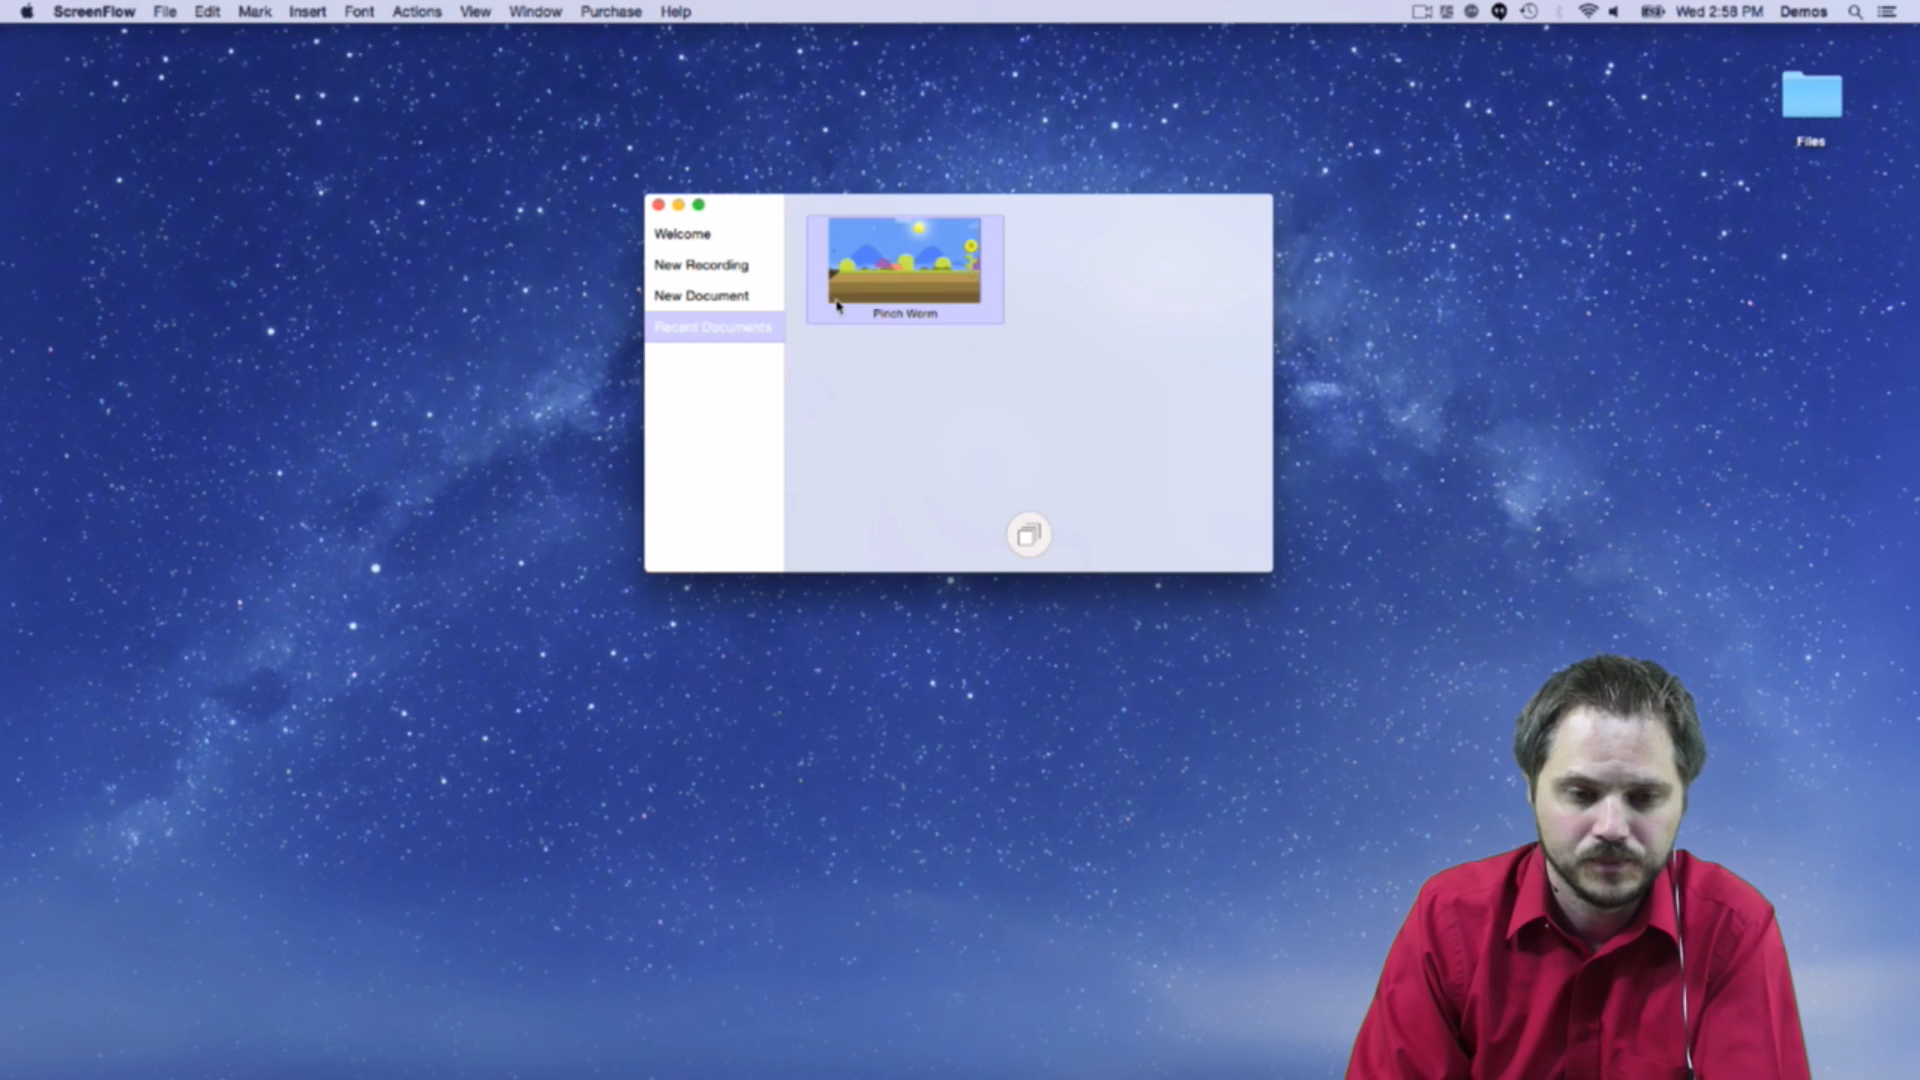 ScreenFlow File Edit Mark Insert Font Actions View Window Purchase Help Wed 2:58 PM Demos
Files
Welcome
New Recording
New Document
Recent Documents
Pinch Worm